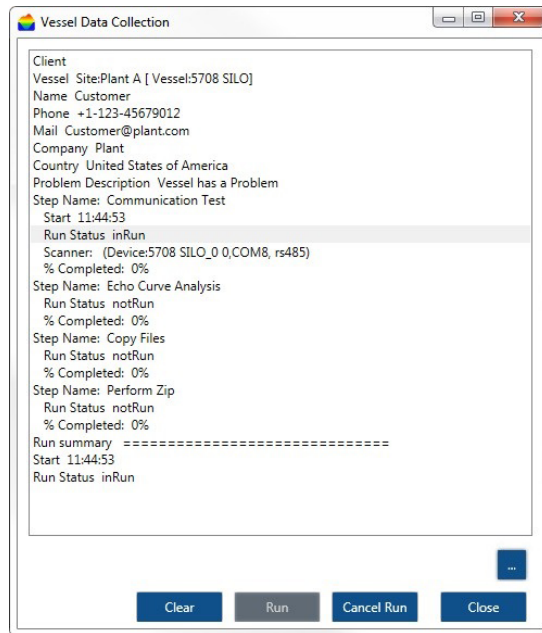 Vessel Data Collection
Client
Vessel Site:Plant A [ Vessel:5708 SILO]
Name Customer
Phone +1-123-45679012
Mail Customer@plant.com
Company Plant
Country United States of America
Problem Description Vessel has a Problem
Step Name: Communication Test
Start 11:44:53
Run Status inRun
Scanner: (Device:5708 SILO_0 0,COM8, rs485)
% Completed: 0%
Step Name: Echo Curve Analysis
Run Status notRun
% Completed: 0%
Step Name: Copy Files
Run Status notRun
% Completed: 0%
Step Name: Perform Zip
Run Status notRun
% Completed: 0%
Run summary ==============================
Start 11:44:53
Run Status inRun
...
Clear Run Cancel Run Close